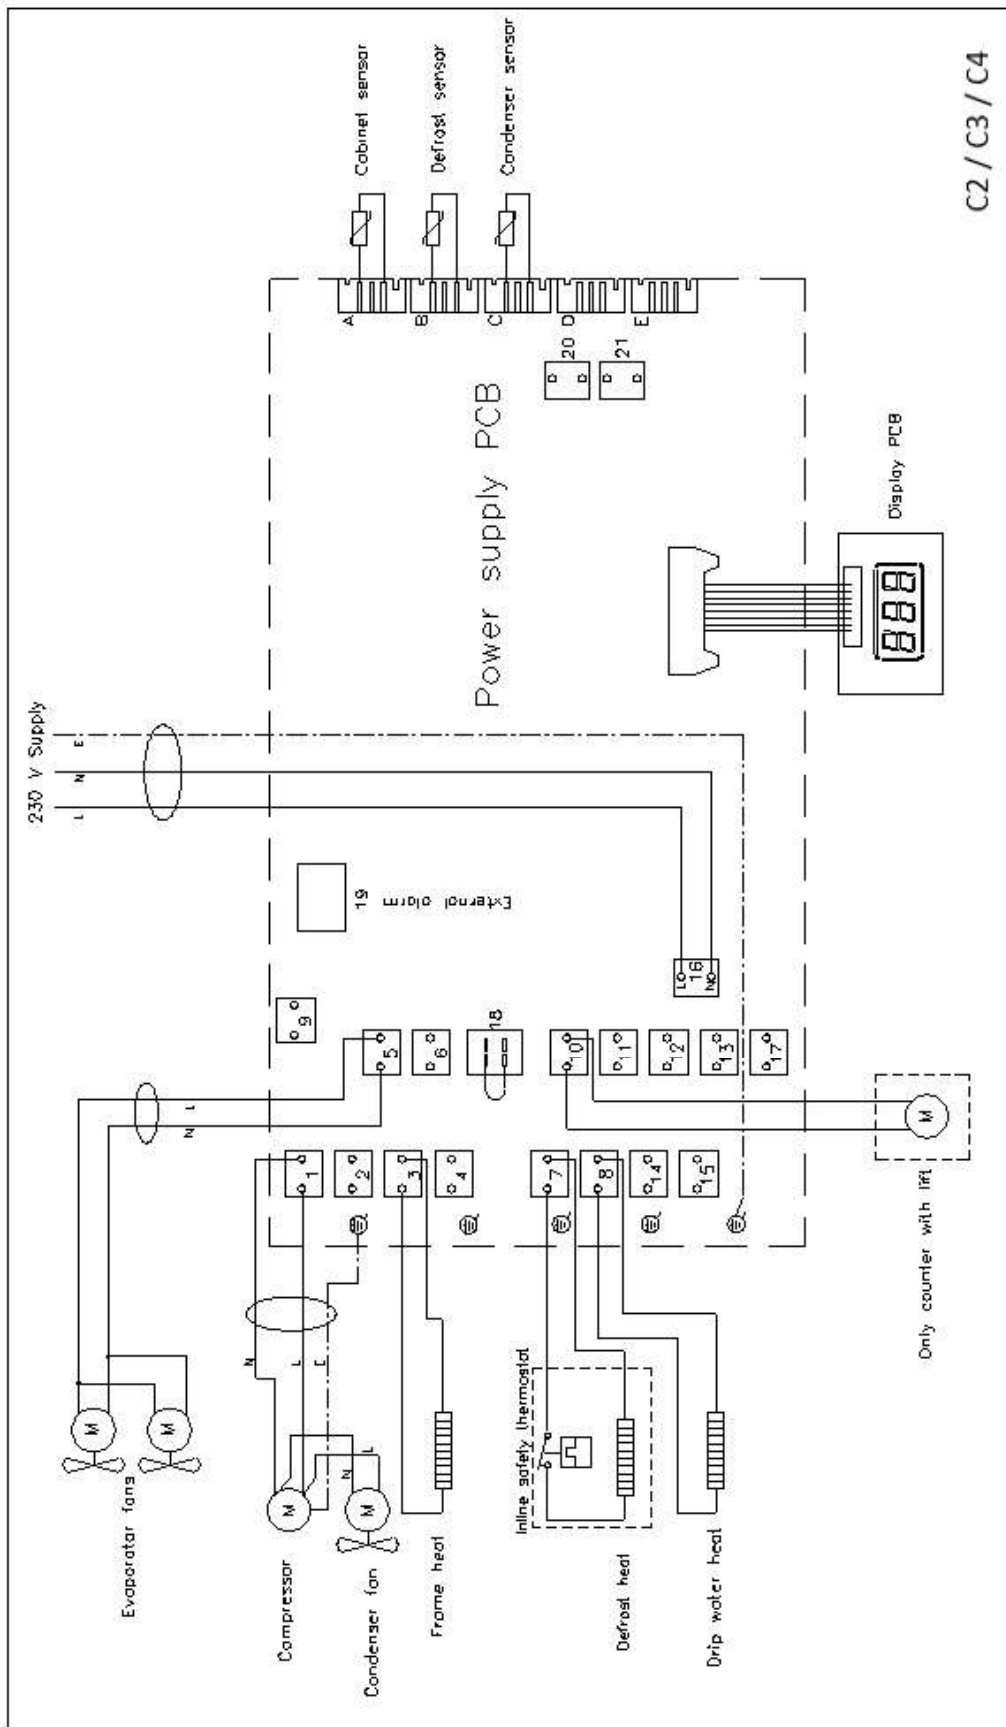 C2 / C3 / C4
Cabinet sensor
Defrost sensor
Condenser sensor
A
B
C
D
E
20
21
Power supply PCB
Display PCB
230 V Supply
L
N
E
19
External alarm
L
16
N
9
5
6
18
10
11
12
13
17
L
N
1
2
3
4
7
8
14
15
M
Only counter with lift
N
L
E
M
M
Evaporator fans
M
Compressor
N
L
M
Condenser fan
Frame heat
Inline safety thermostat
Defrost heat
Drip water heat